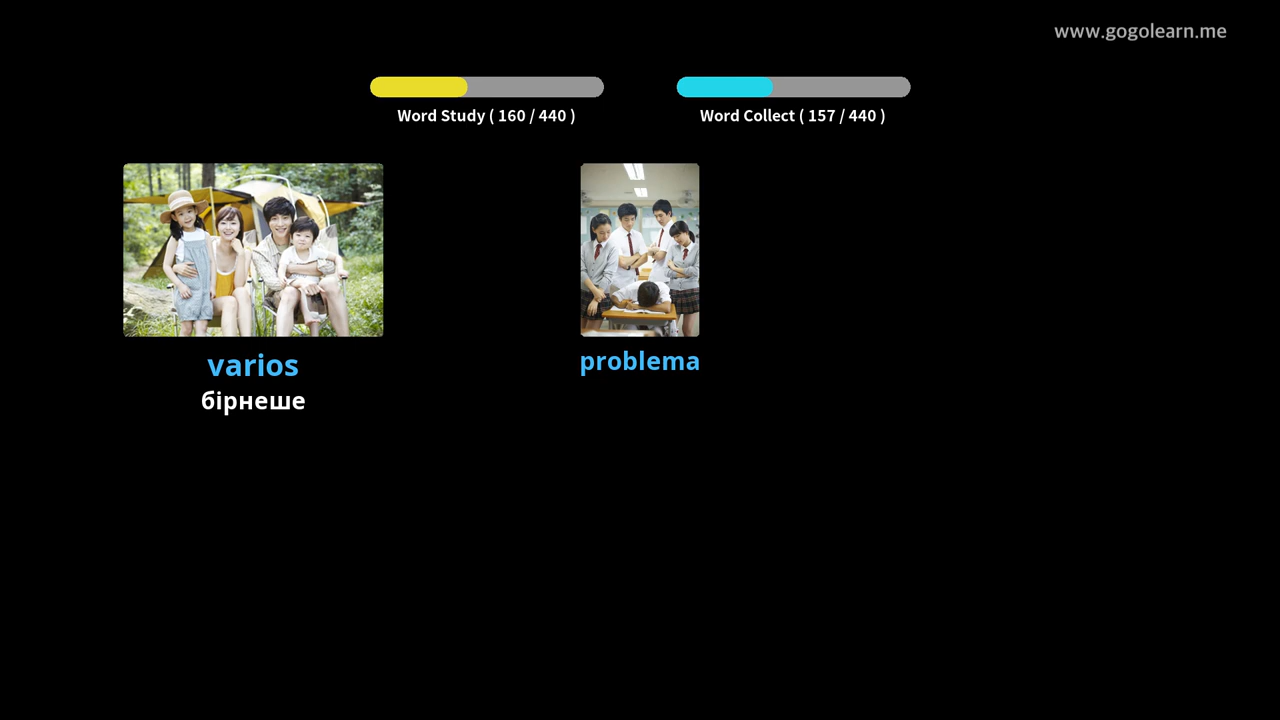 www.gogolearn.me
Word Study ( 160 / 440 )
Word Collect ( 157 / 440 )
varios
бірнеше
problema